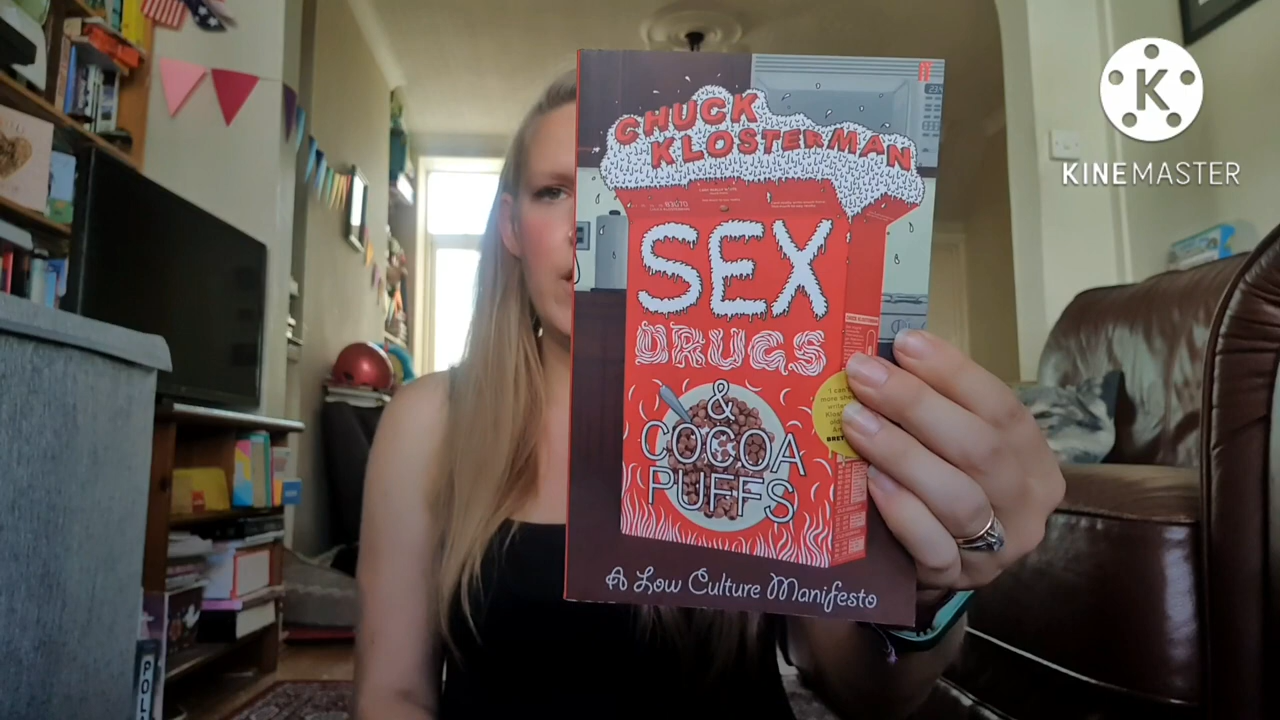 CHUCK
KLOSTERMAN
SEX
DRUGS
&
COCOA
PUFFS
A Low Culture Manifesto
K
KINEMASTER